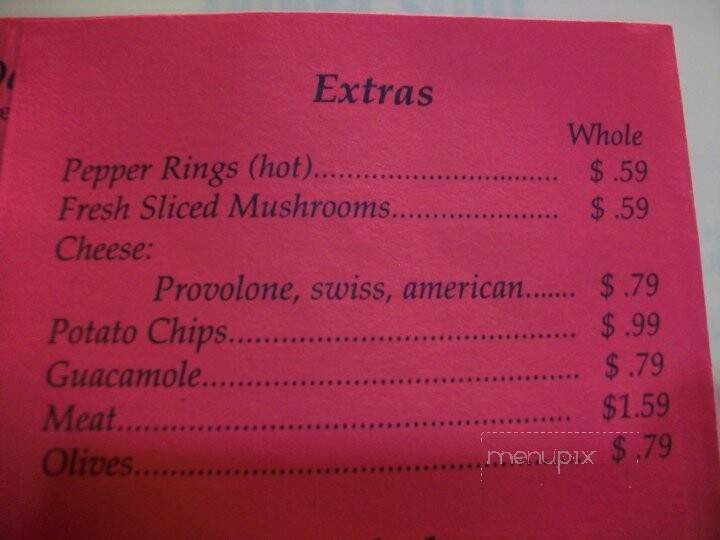 Extras
Whole
Pepper Rings (hot)............................. $ .59
Fresh Sliced Mushrooms.................... $ .59
Cheese:
Provolone, swiss, american....... $ .79
Potato Chips.......................................... $ .99
Guacamole.............................................. $ .79
Meat....................................................... $1.59
Olives...................................................... $ .79
menupix